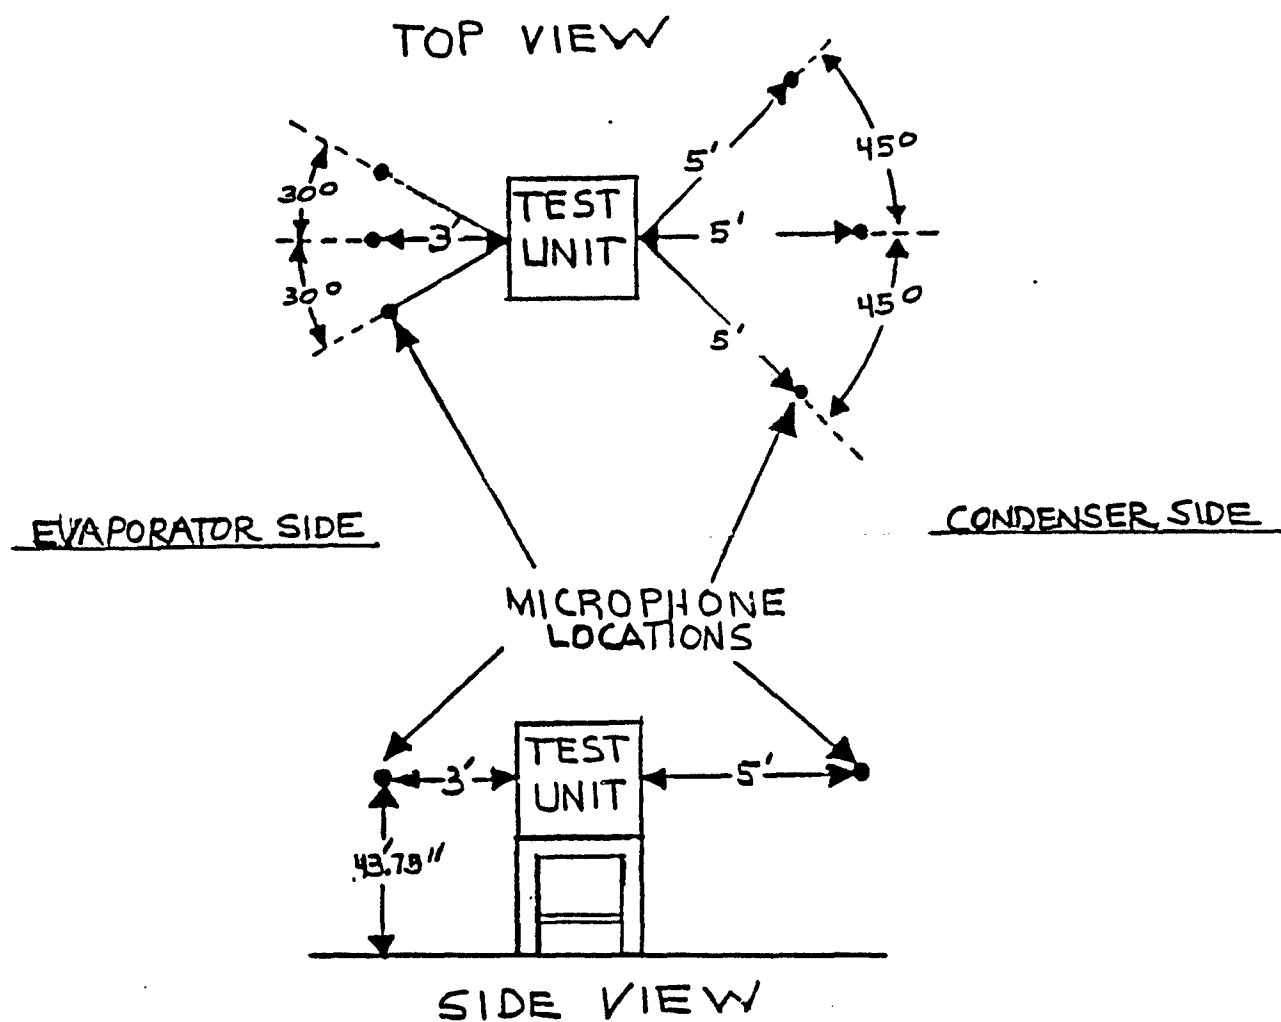 TOP VIEW
5'
45°
30°
TEST
UNIT
3'
5'
30°
45°
5'
EVAPORATOR SIDE
CONDENSER SIDE
MICROPHONE
LOCATIONS
TEST
UNIT
3'
5'
43.75"
SIDE VIEW